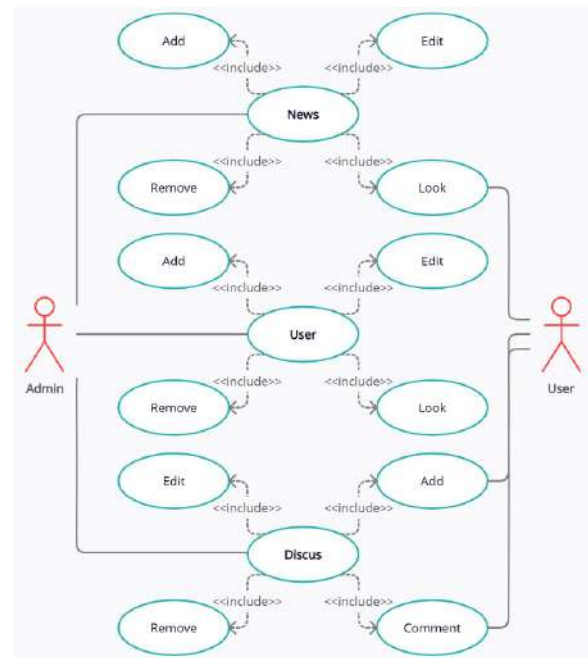 Add
Edit
<<include>>
<<include>>
News
<<include>>
<<include>>
Remove
Look
Add
Edit
<<include>>
<<include>>
Admin
User
User
<<include>>
<<include>>
Remove
Look
Edit
Add
<<include>>
<<include>>
Discus
<<include>>
<<include>>
Remove
Comment